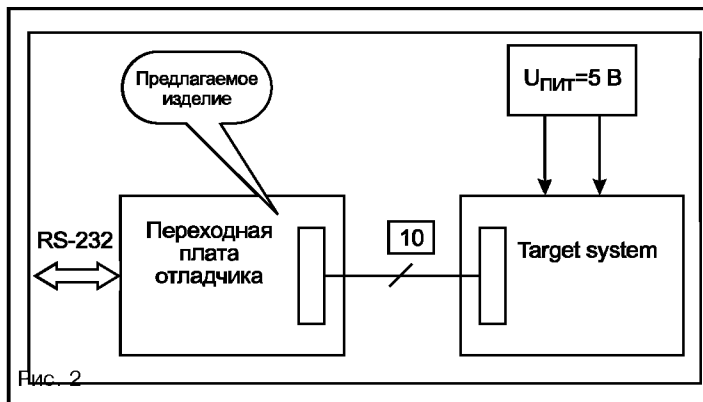 Предлагаемое
изделие
UПИТ=5 В
RS-232
Переходная
плата
отладчика
10
Target system
Рис. 2